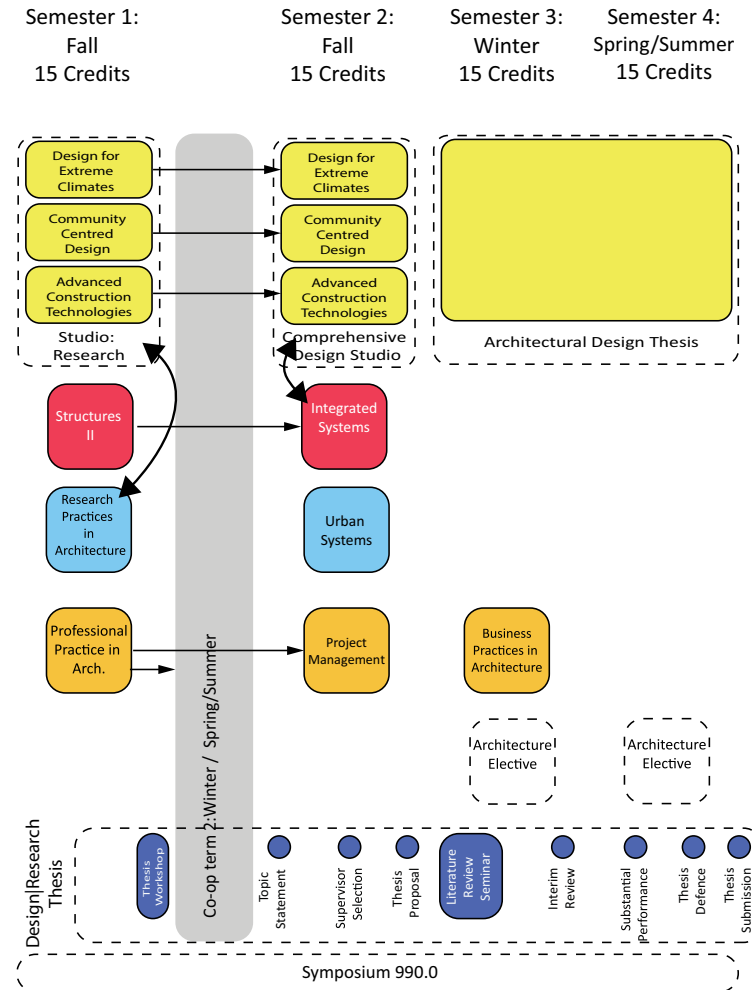 Semester 1:
Fall
15 Credits
Semester 2:
Fall
15 Credits
Semester 3:
Winter
15 Credits
Semester 4:
Spring/Summer
15 Credits
Design for
Extreme
Climates
Community
Centred
Design
Advanced
Construction
Technologies
Studio:
Research
Design for
Extreme
Climates
Community
Centred
Design
Advanced
Construction
Technologies
Comprehensive
Design Studio
Architectural Design Thesis
Structures
II
Integrated
Systems
Research
Practices
in
Architecture
Urban
Systems
Professional
Practice in
Arch.
Project
Management
Business
Practices in
Architecture
Architecture
Elective
Architecture
Elective
Co-op term 2:Winter / Spring/Summer
Design|Research
Thesis
Thesis
Workshop
Topic
Statement
Supervisor
Selection
Thesis
Proposal
Literature
Review
Seminar
Interim
Review
Substantial
Performance
Thesis
Defence
Thesis
Submission
Symposium 990.0